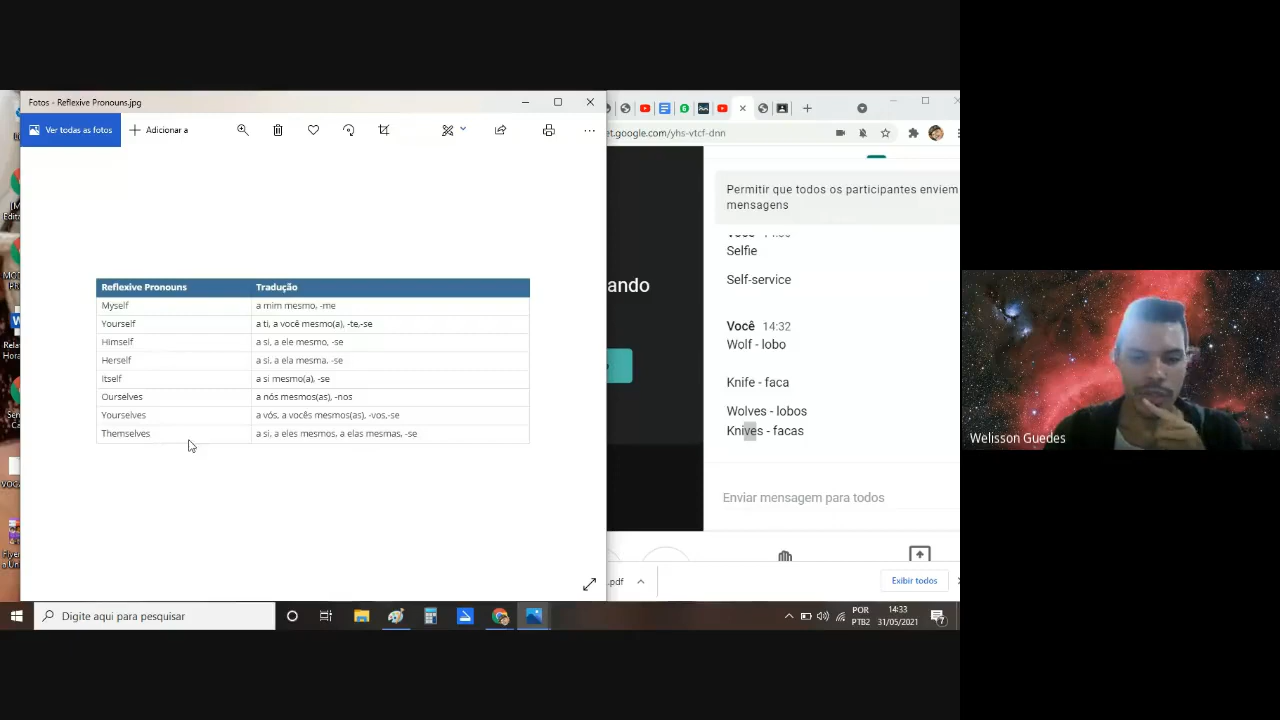 Fotos - Reflexive Pronouns.jpg
Ver todas as fotos
Adicionar a
Reflexive Pronouns Tradução
Myself a mim mesmo, -me
Yourself a ti, a você mesmo(a), -te,-se
Himself a si, a ele mesmo, -se
Herself a si, a ela mesma, -se
Itself a si mesmo(a), -se
Ourselves a nós mesmos(as), -nos
Yourselves a vós, a vocês mesmos(as), -vos,-se
Themselves a si, a eles mesmos, a elas mesmas, -se
et.google.com/yhs-vtcf-dnn
Permitir que todos os participantes enviem
mensagens
Selfie
Self-service
Você 14:32
Wolf - lobo
Knife - faca
Wolves - lobos
Knives - facas
Enviar mensagem para todos
ando
.pdf
Exibir todos
Digite aqui para pesquisar
POR
PTB2
14:33
31/05/2021
7
Welisson Guedes